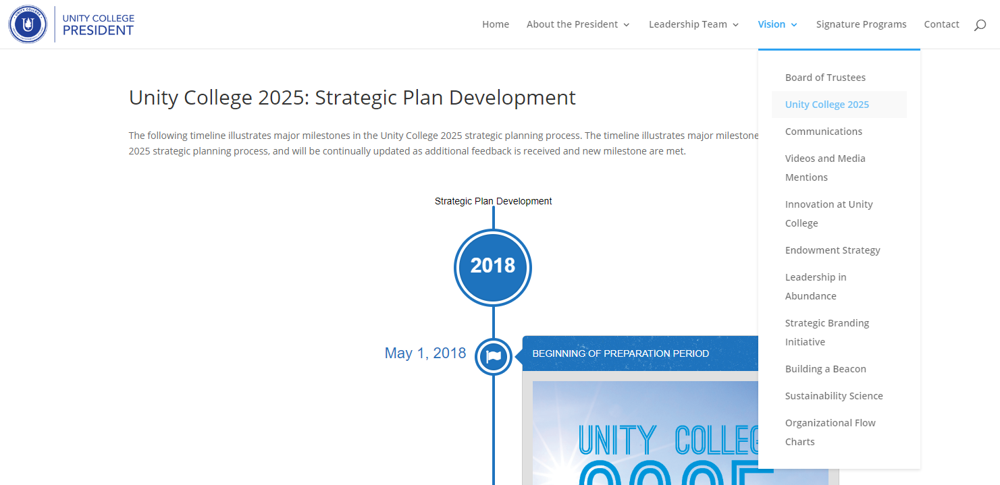 UNITY COLLEGE
UNITY COLLEGE
PRESIDENT
Home
About the President
Leadership Team
Vision
Signature Programs
Contact
Board of Trustees
Unity College 2025
Communications
Videos and Media
Mentions
Innovation at Unity
College
Endowment Strategy
Leadership in
Abundance
Strategic Branding
Initiative
Building a Beacon
Sustainability Science
Organizational Flow
Charts
Unity College 2025: Strategic Plan Development
The following timeline illustrates major milestones in the Unity College 2025 strategic planning process. The timeline illustrates major milestone
2025 strategic planning process, and will be continually updated as additional feedback is received and new milestone are met.
Strategic Plan Development
2018
May 1, 2018
BEGINNING OF PREPARATION PERIOD
UNITY COLLEG
2025